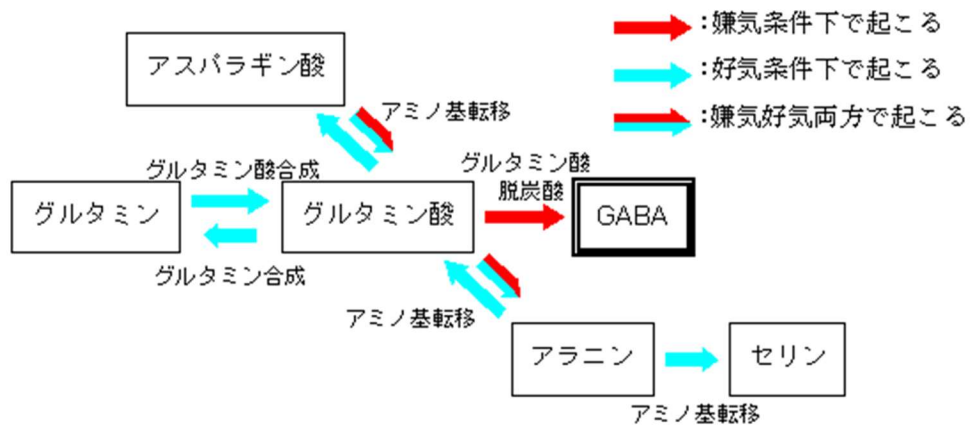 :嫌気条件下で起こる
:好気条件下で起こる
:嫌気好気両方で起こる
アスパラギン酸
アミノ基転移
グルタミン酸合成
グルタミン酸
脱炭酸
グルタミン
グルタミン酸
GABA
グルタミン合成
アミノ基転移
アラニン
セリン
アミノ基転移